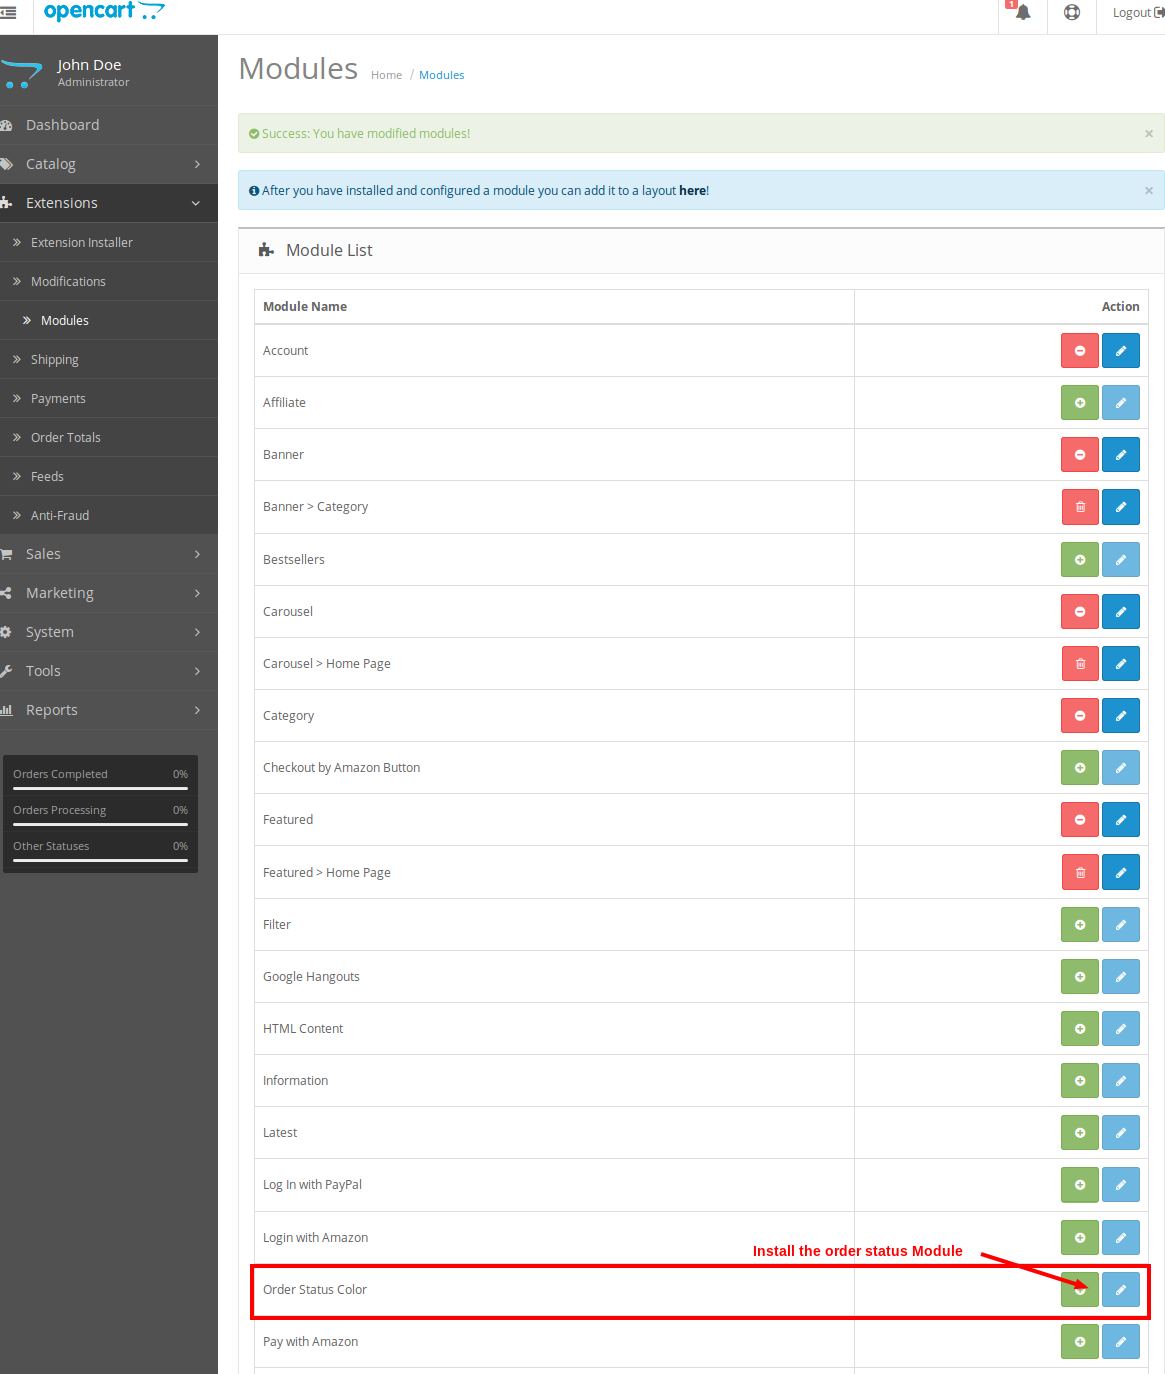 opencart
1
Logout
John Doe
Administrator
Dashboard
Catalog
Extensions
Extension Installer
Modifications
Modules
Shipping
Payments
Order Totals
Feeds
Anti-Fraud
Sales
Marketing
System
Tools
Reports
Orders Completed 0%
Orders Processing 0%
Other Statuses 0%
Modules Home / Modules
Success: You have modified modules! ×
After you have installed and configured a module you can add it to a layout here! ×
Module List
Module Name Action
Account
Affiliate
Banner
Banner > Category
Bestsellers
Carousel
Carousel > Home Page
Category
Checkout by Amazon Button
Featured
Featured > Home Page
Filter
Google Hangouts
HTML Content
Information
Latest
Log In with PayPal
Login with Amazon
Install the order status Module
Order Status Color
Pay with Amazon